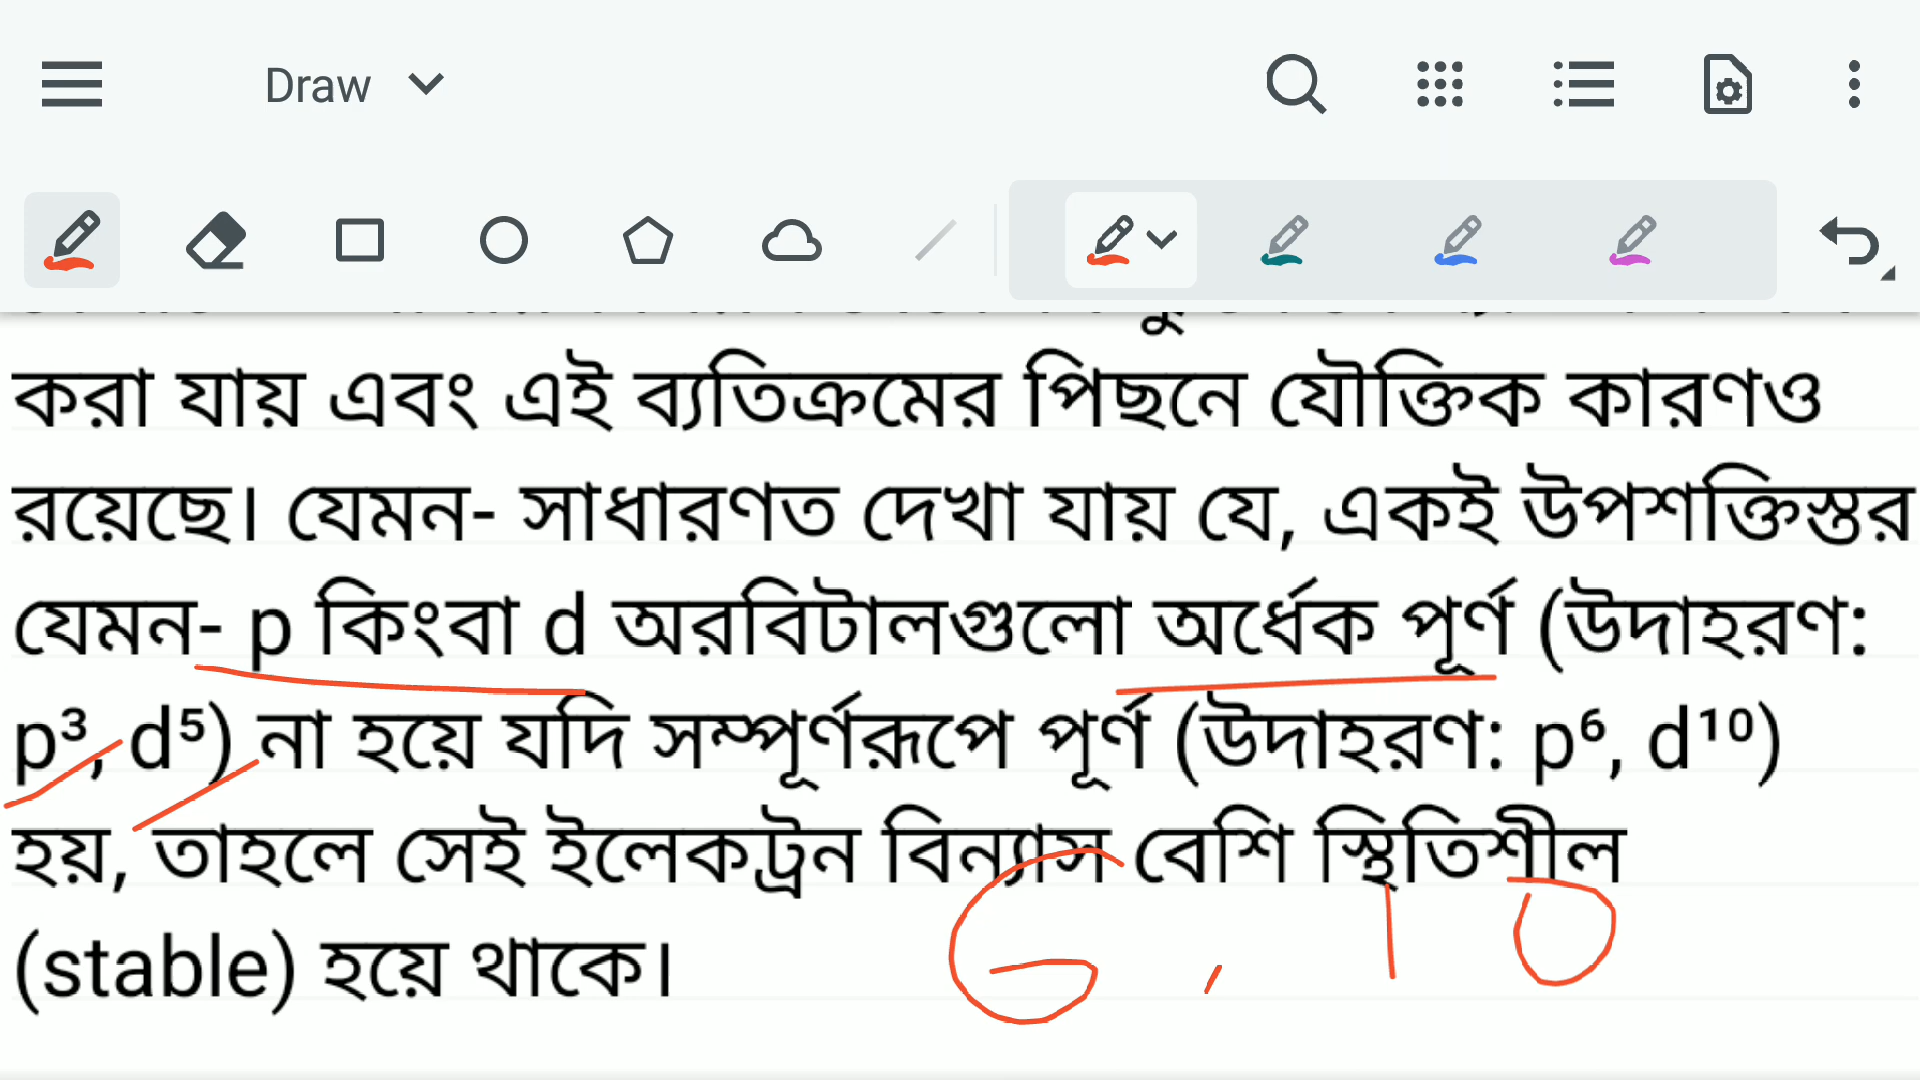 Draw
করা যায় এবং এই ব্যতিক্রমের পিছনে যৌক্তিক কারণও
রয়েছে। যেমন- সাধারণত দেখা যায় যে, একই উপশক্তিস্তর
যেমন- p কিংবা d অরবিটালগুলো অর্ধেক পূর্ণ (উদাহরণ:
p³, d⁵) না হয়ে যদি সম্পূর্ণরূপে পূর্ণ (উদাহরণ: p⁶, d¹⁰)
হয়, তাহলে সেই ইলেকট্রন বিন্যাস বেশি স্থিতিশীল
(stable) হয়ে থাকে।
6, 10